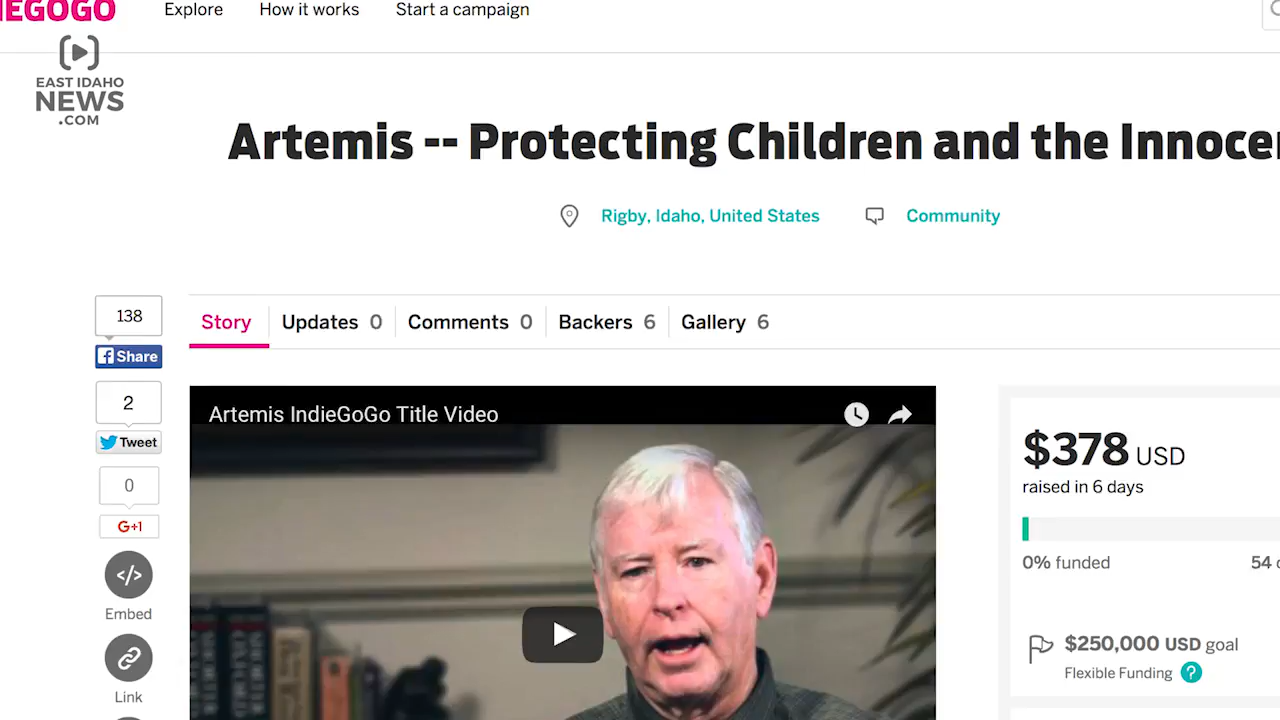 IEGOGO
Explore
How it works
Start a campaign
EAST IDAHO
NEWS
.COM
Artemis -- Protecting Children and the Innocen
Rigby, Idaho, United States
Community
138
Share
2
Tweet
0
G+1
</>
Embed
Link
Story
Updates 0
Comments 0
Backers 6
Gallery 6
Artemis IndieGoGo Title Video
$378 USD
raised in 6 days
0% funded
54
$250,000 USD goal
Flexible Funding ?